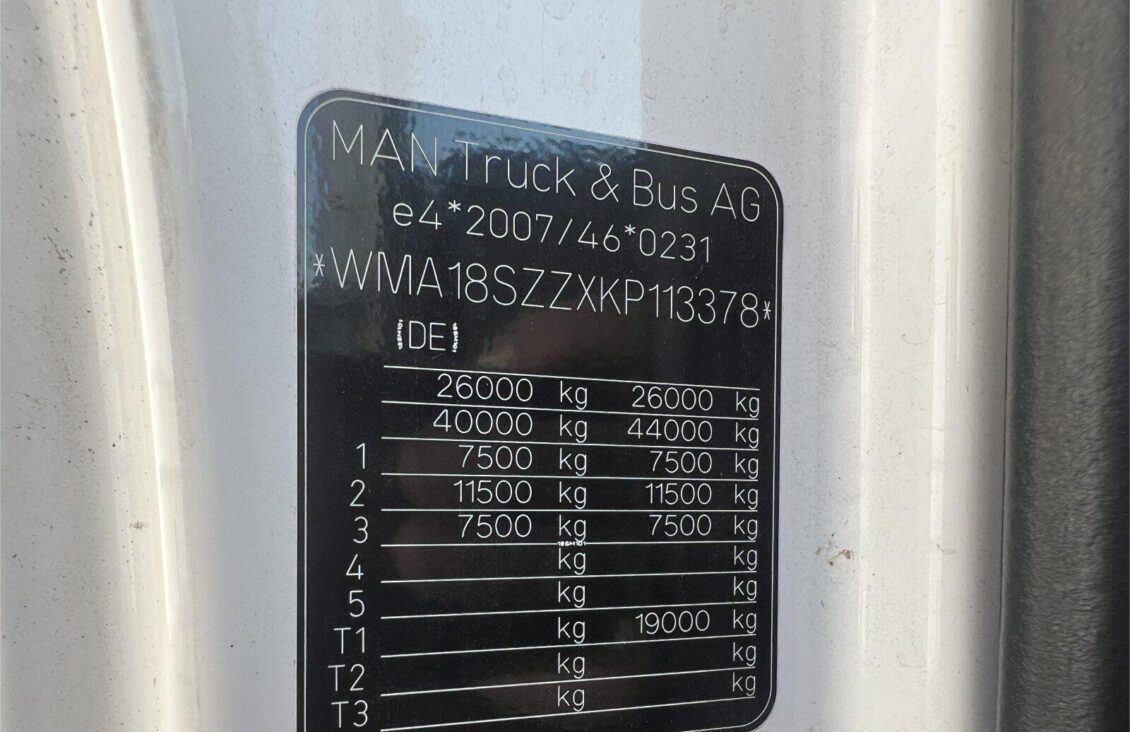 MAN Truck & Bus AG
e4*2007/46*0231
*WMA18SZZXKP113378*
(DE)
26000 kg 26000 kg
40000 kg 44000 kg
1 7500 kg 7500 kg
2 11500 kg 11500 kg
3 7500 kg 7500 kg
4 kg kg
5 kg kg
T1 kg 19000 kg
T2 kg kg
T3 kg kg